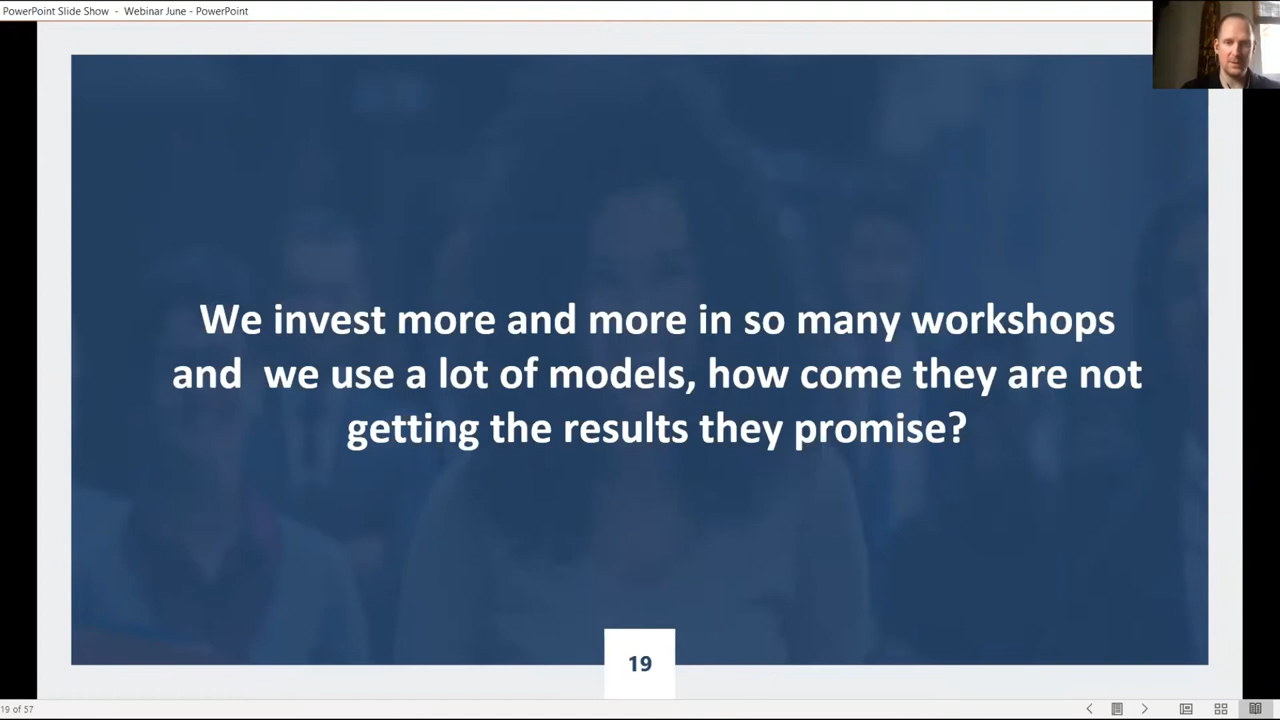 PowerPoint Slide Show - Webinar June - PowerPoint
We invest more and more in so many workshops
and we use a lot of models, how come they are not
getting the results they promise?
19
19 of 57